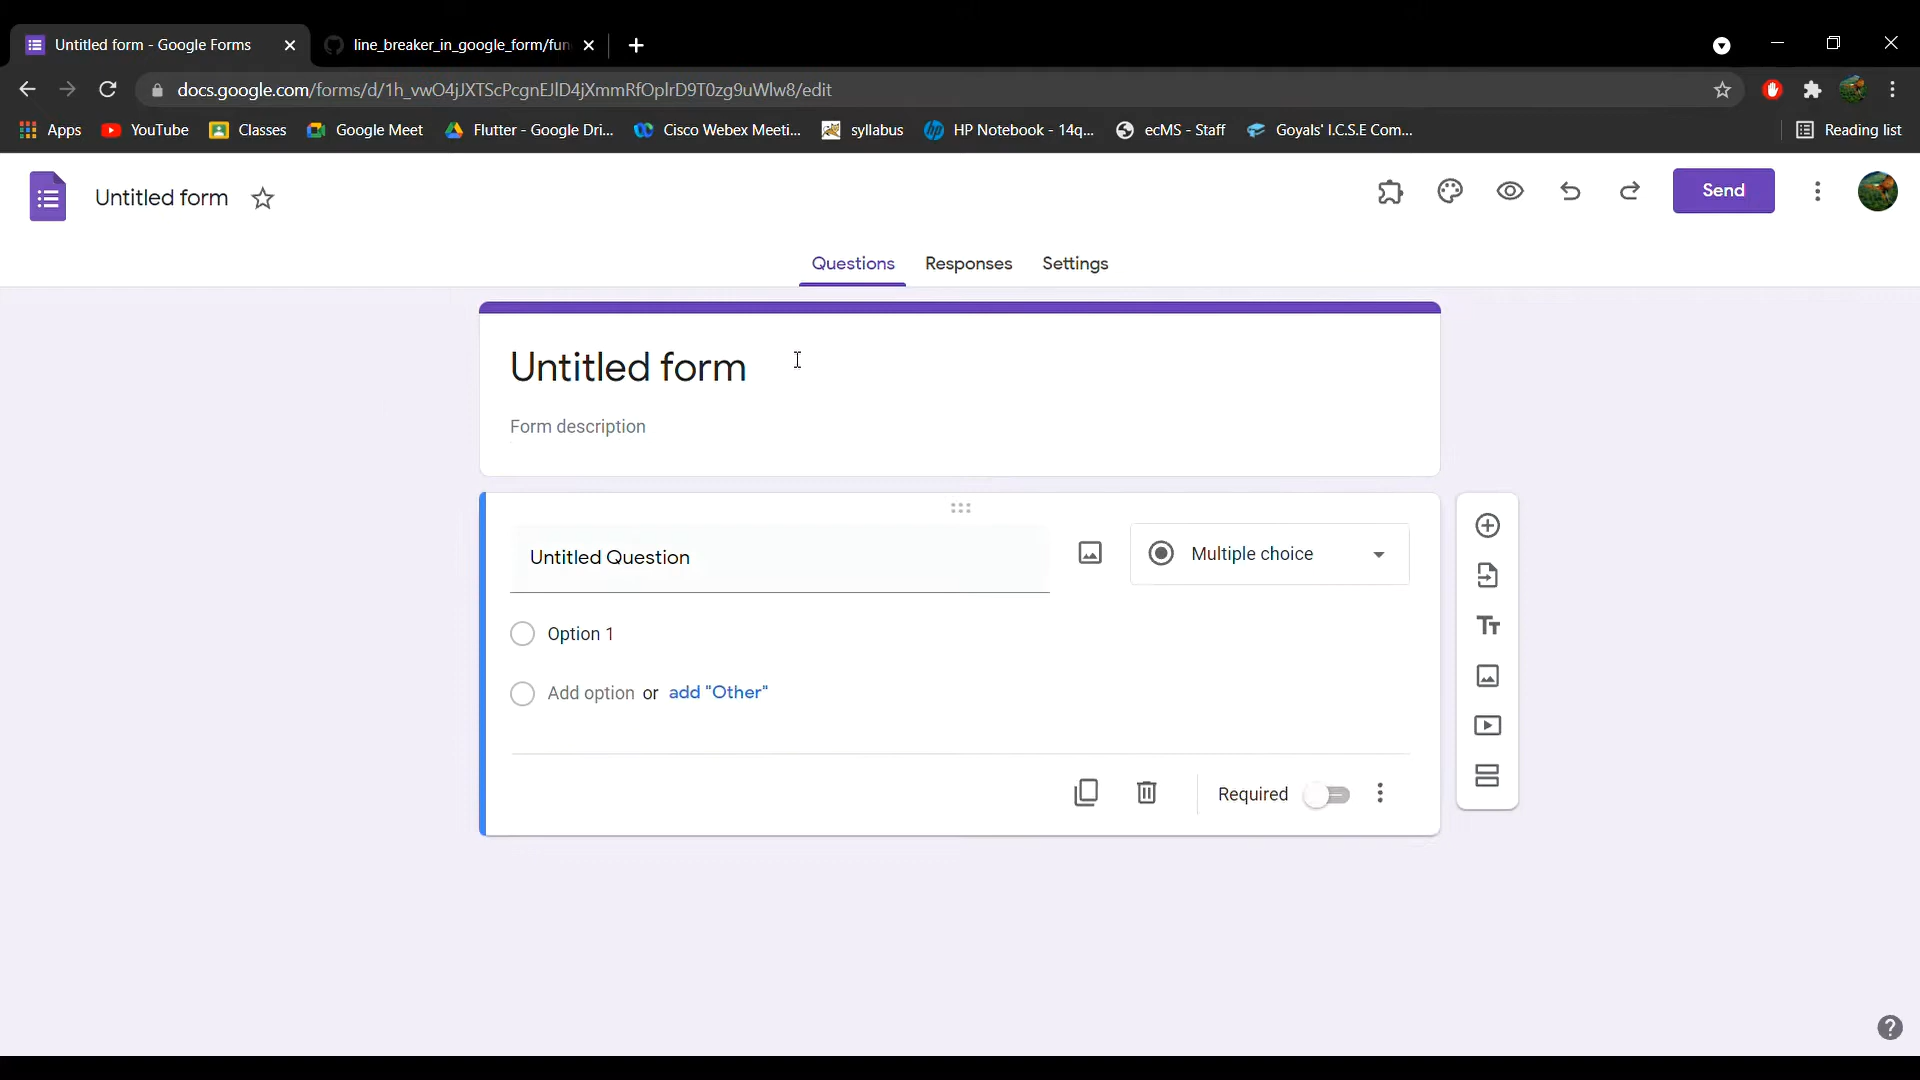 Untitled form - Google Forms
line_breaker_in_google_form/fun
docs.google.com/forms/d/1h_vwO4jJXTScPcgnEJlD4jXmmRfOplrD9T0zg9uWlw8/edit
Apps YouTube Classes Google Meet Flutter - Google Dri... Cisco Webex Meeti... syllabus HP Notebook - 14q... ecMS - Staff Goyals' I.C.S.E Com... Reading list
Untitled form Send
Questions Responses Settings
Untitled form
Form description
Untitled Question Multiple choice
Option 1
Add option or add "Other"
Required